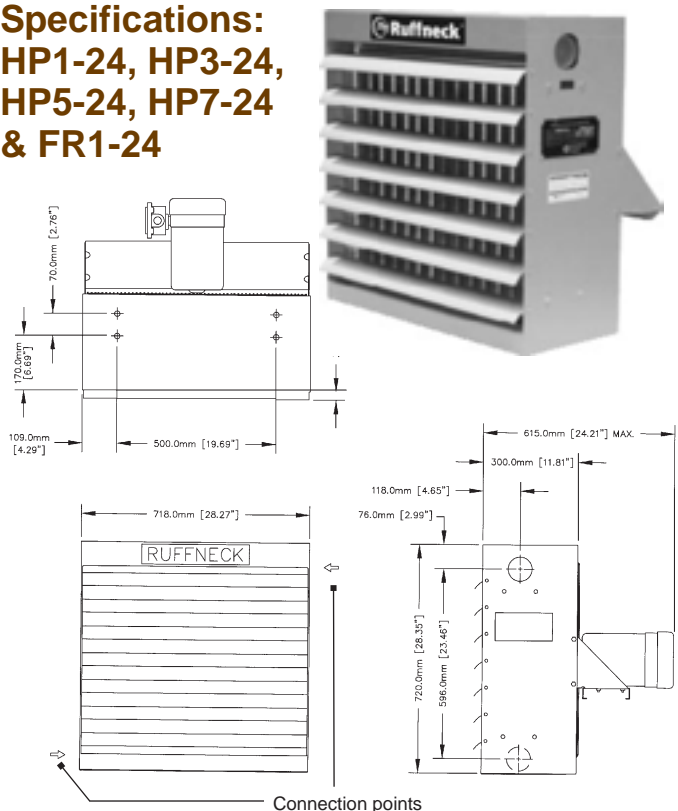 Specifications:
HP1-24, HP3-24,
HP5-24, HP7-24
& FR1-24
Ruffneck
70.0mm [2.76"]
170.0mm
[6.69"]
109.0mm
[4.29"]
500.0mm [19.69"]
615.0mm [24.21"] MAX.
300.0mm [11.81"]
118.0mm [4.65"]
76.0mm [2.99"]
718.0mm [28.27"]
RUFFNECK
720.0mm [28.35"]
596.0mm [23.46"]
Connection points